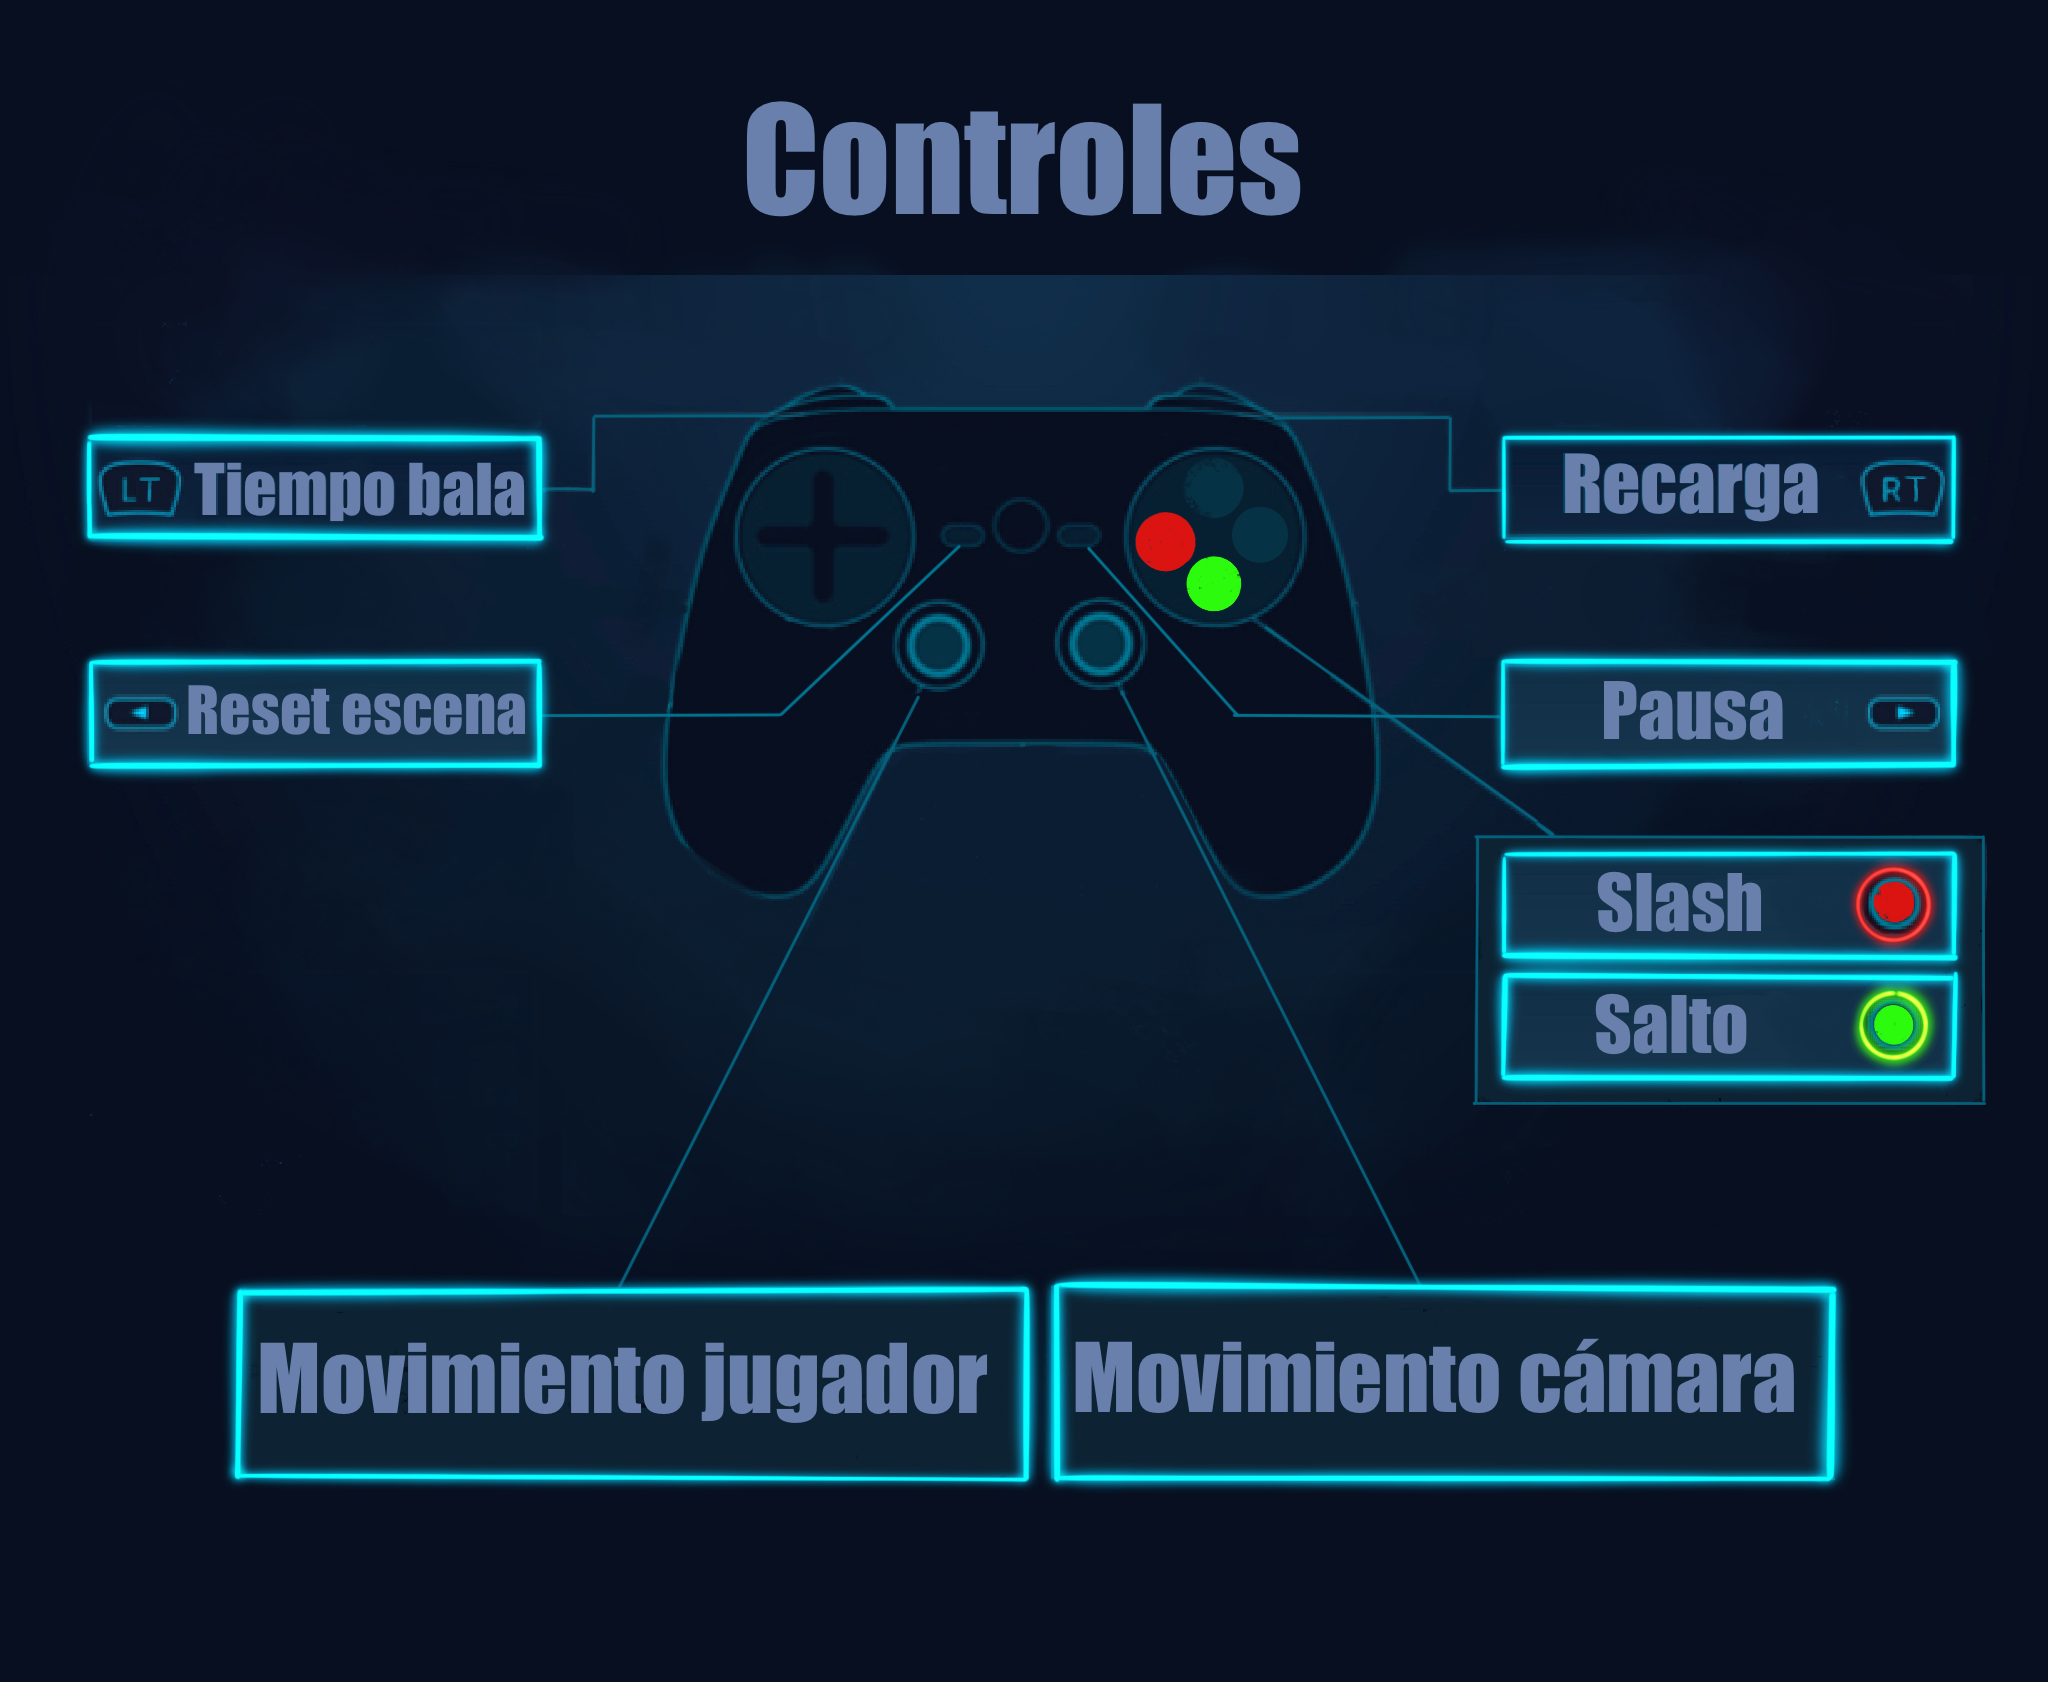 Controles
LT Tiempo bala
Recarga RT
Reset escena
Pausa
Slash
Salto
Movimiento jugador
Movimiento cámara